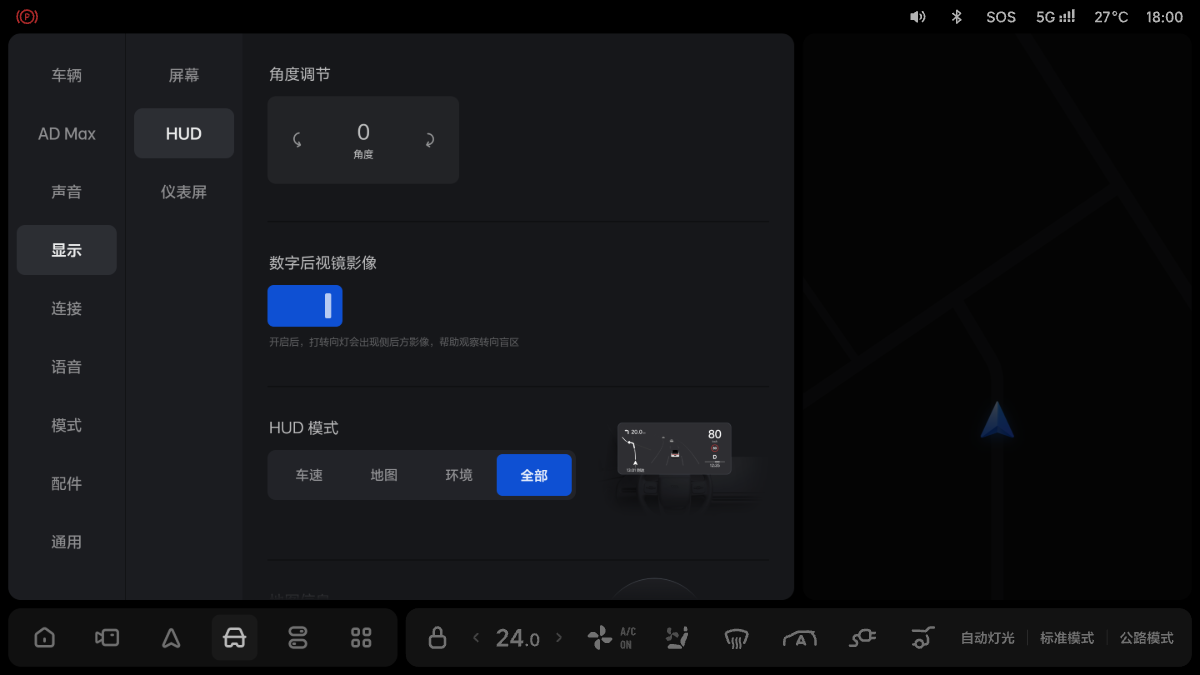 SOS
5G
27°C
18:00
车辆
AD Max
声音
显示
连接
语音
模式
配件
通用
屏幕
HUD
仪表屏
角度调节
0
角度
数字后视镜影像
开启后，打转向灯会出现侧后方影像，帮助观察转向盲区
HUD 模式
车速
地图
环境
全部
20.0
80
D
24.0
A/C
ON
A
自动灯光
标准模式
公路模式